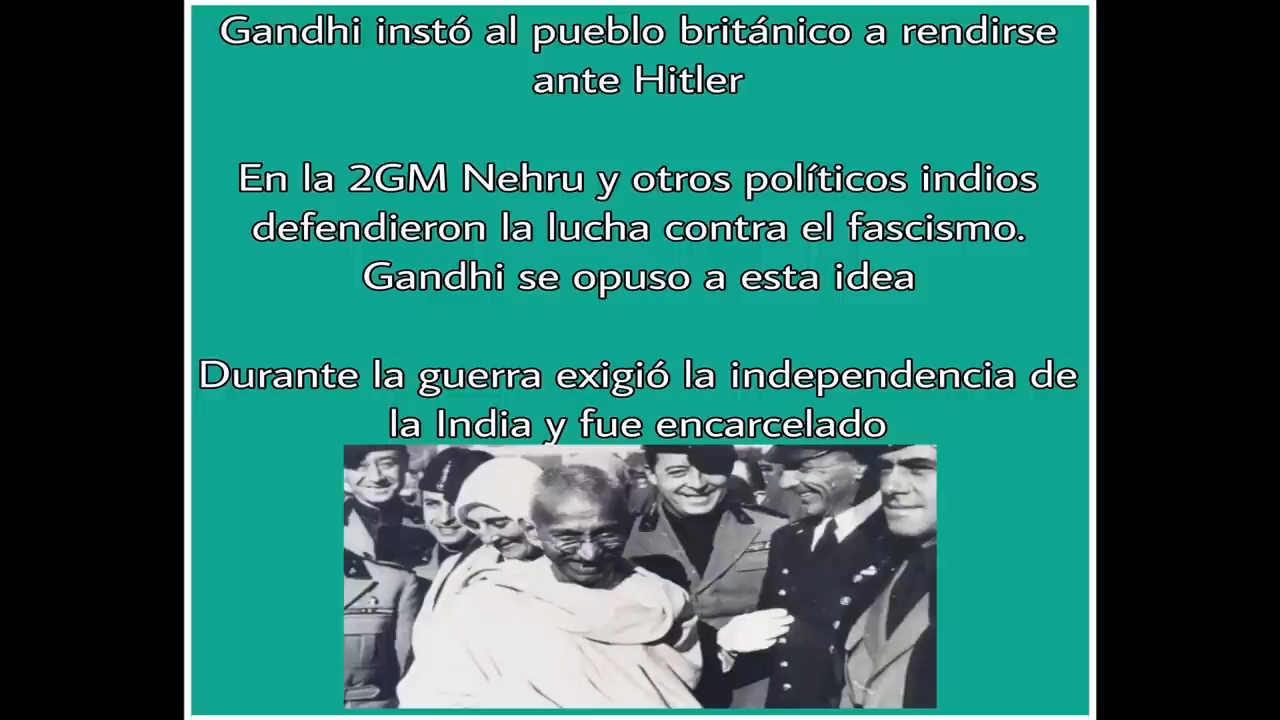 Gandhi instó al pueblo británico a rendirse
ante Hitler
En la 2GM Nehru y otros políticos indios
defendieron la lucha contra el fascismo.
Gandhi se opuso a esta idea
Durante la guerra exigió la independencia de
la India y fue encarcelado